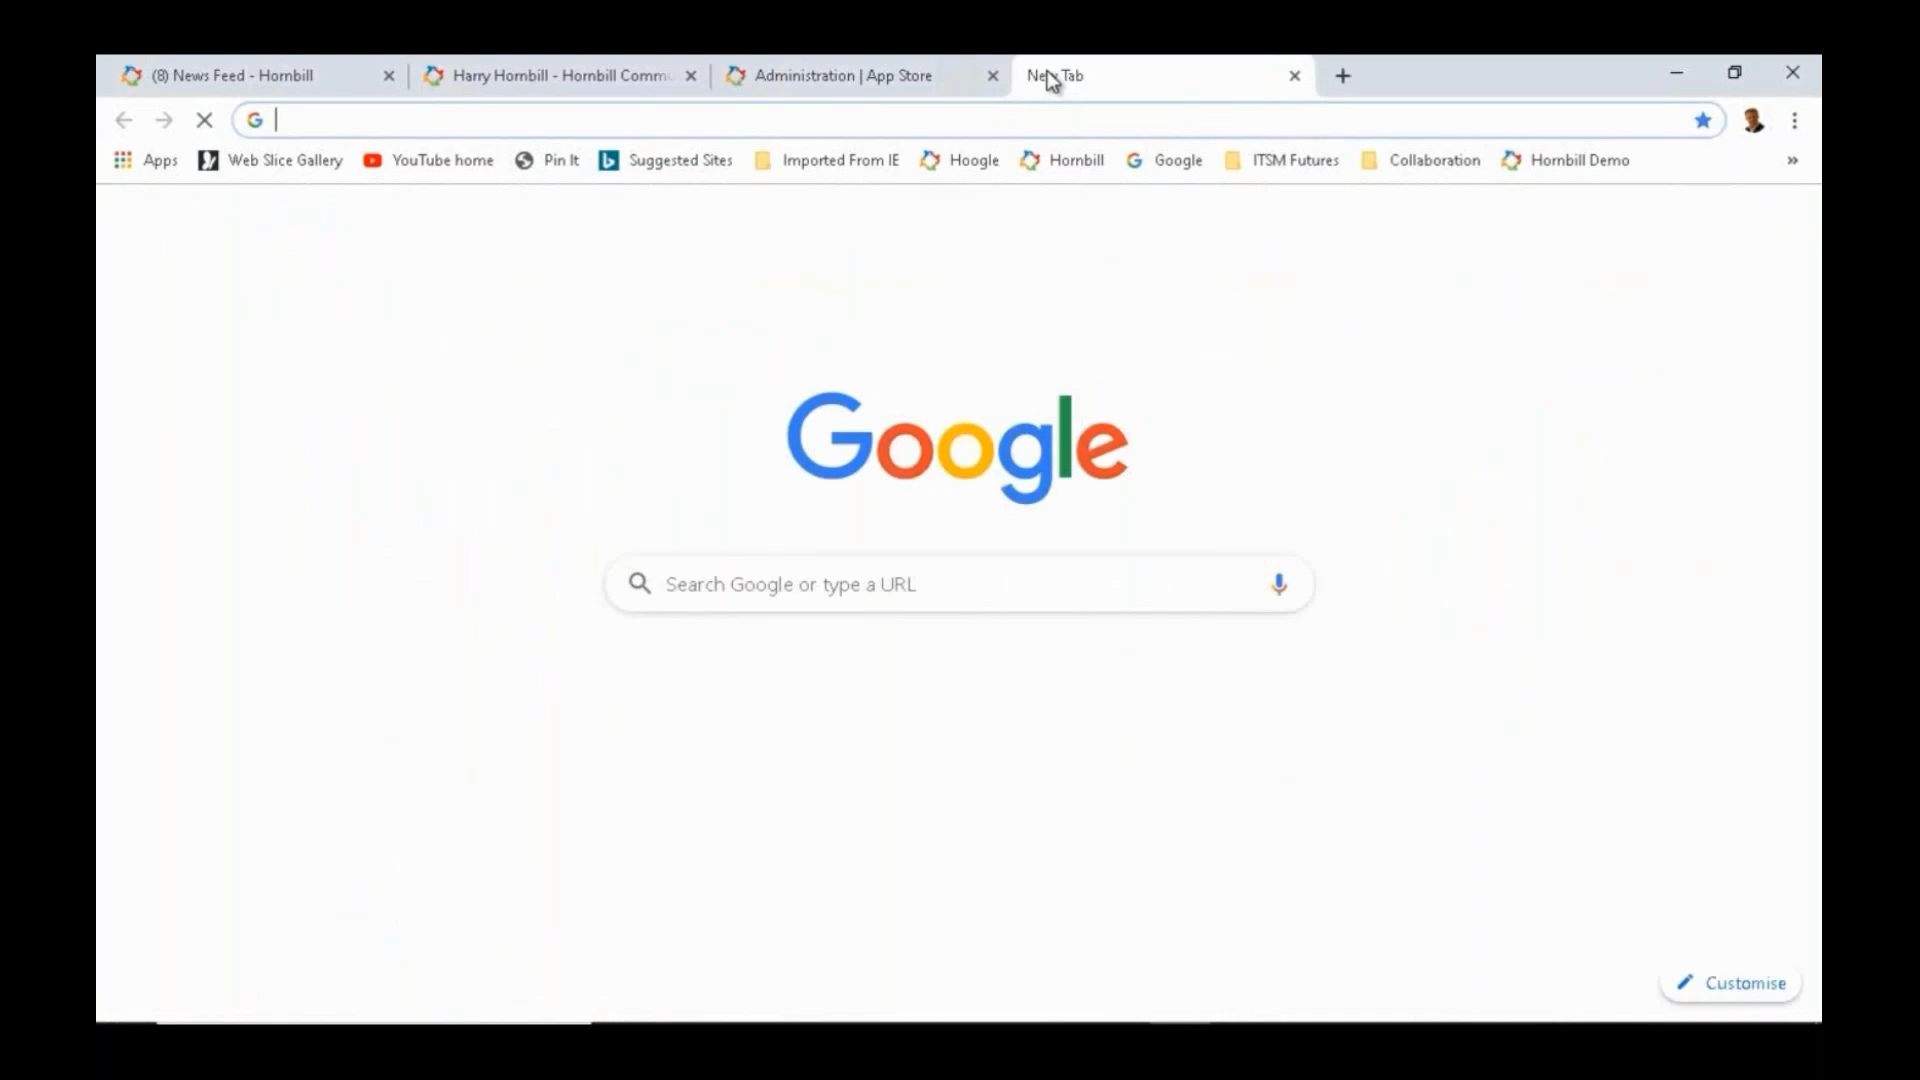 (8) News Feed - Hornbill
Harry Hornbill - Hornbill Commu
Administration | App Store
New Tab
Apps
Web Slice Gallery
YouTube home
Pin It
Suggested Sites
Imported From IE
Hoogle
Hornbill
Google
ITSM Futures
Collaboration
Hornbill Demo
»
Google
Search Google or type a URL
Customise